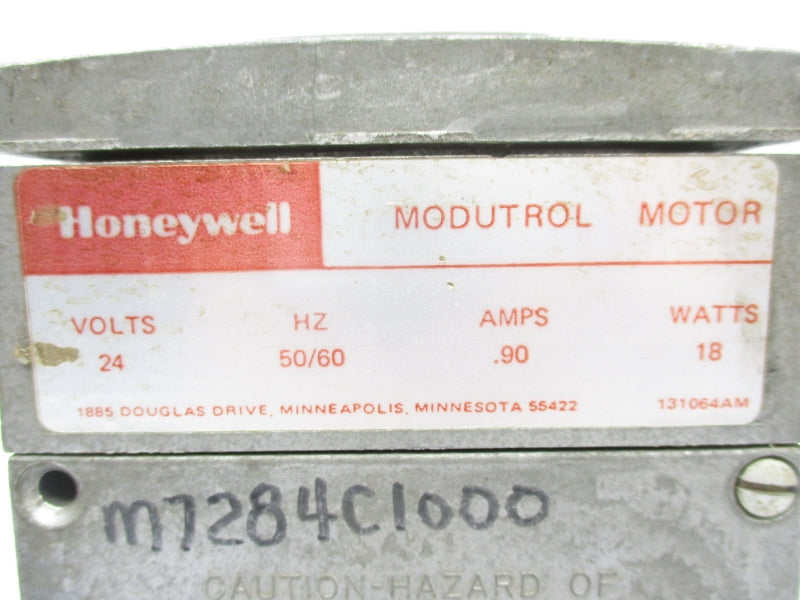 Honeywell MODUTROL MOTOR
VOLTS HZ AMPS WATTS
24 50/60 .90 18
1885 DOUGLAS DRIVE, MINNEAPOLIS, MINNESOTA 55422 131064AM
M7284C1000
CAUTION-HAZARD OF